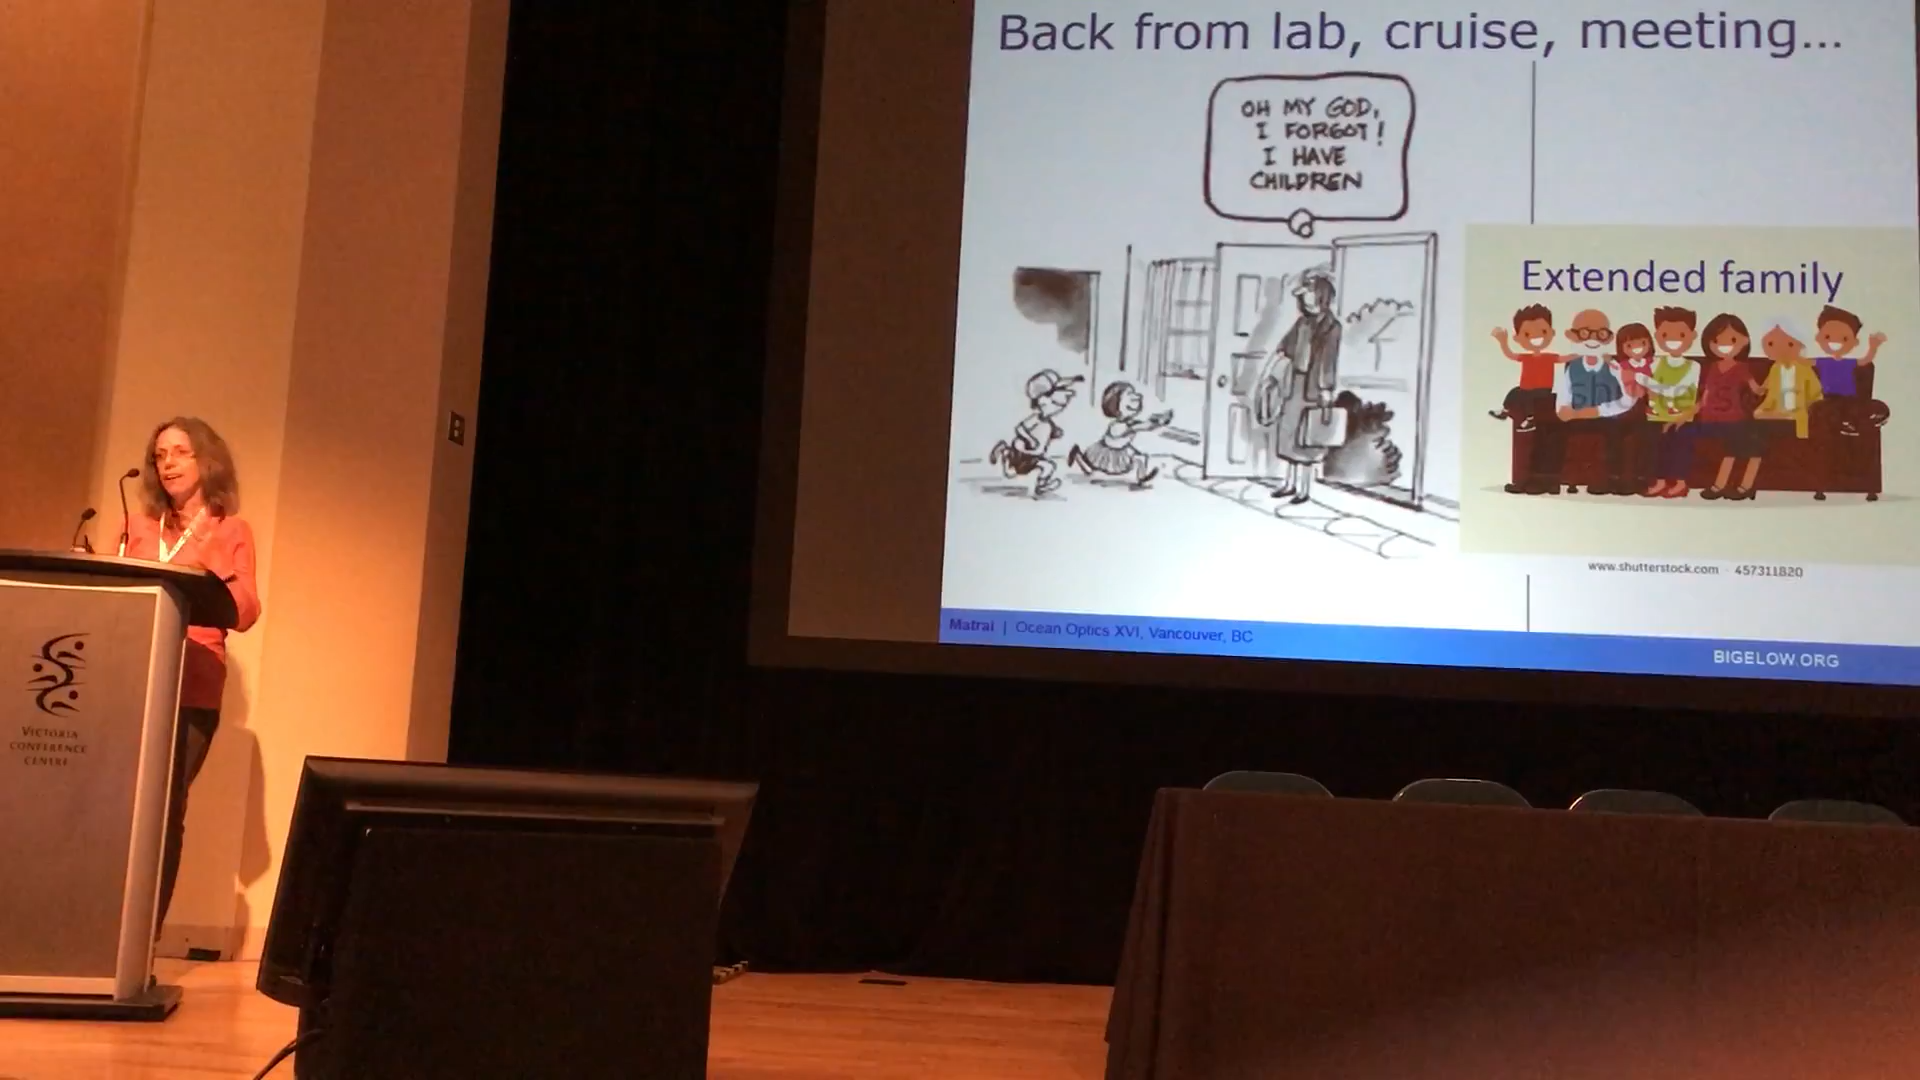 Back from lab, cruise, meeting...
OH MY GOD,
I FORGOT!
I HAVE
CHILDREN
Extended family
shutterstock
www.shutterstock.com · 457311820
Matrai | Ocean Optics XVI, Vancouver, BC
BIGELOW.ORG
VICTORIA
CONFERENCE
CENTRE